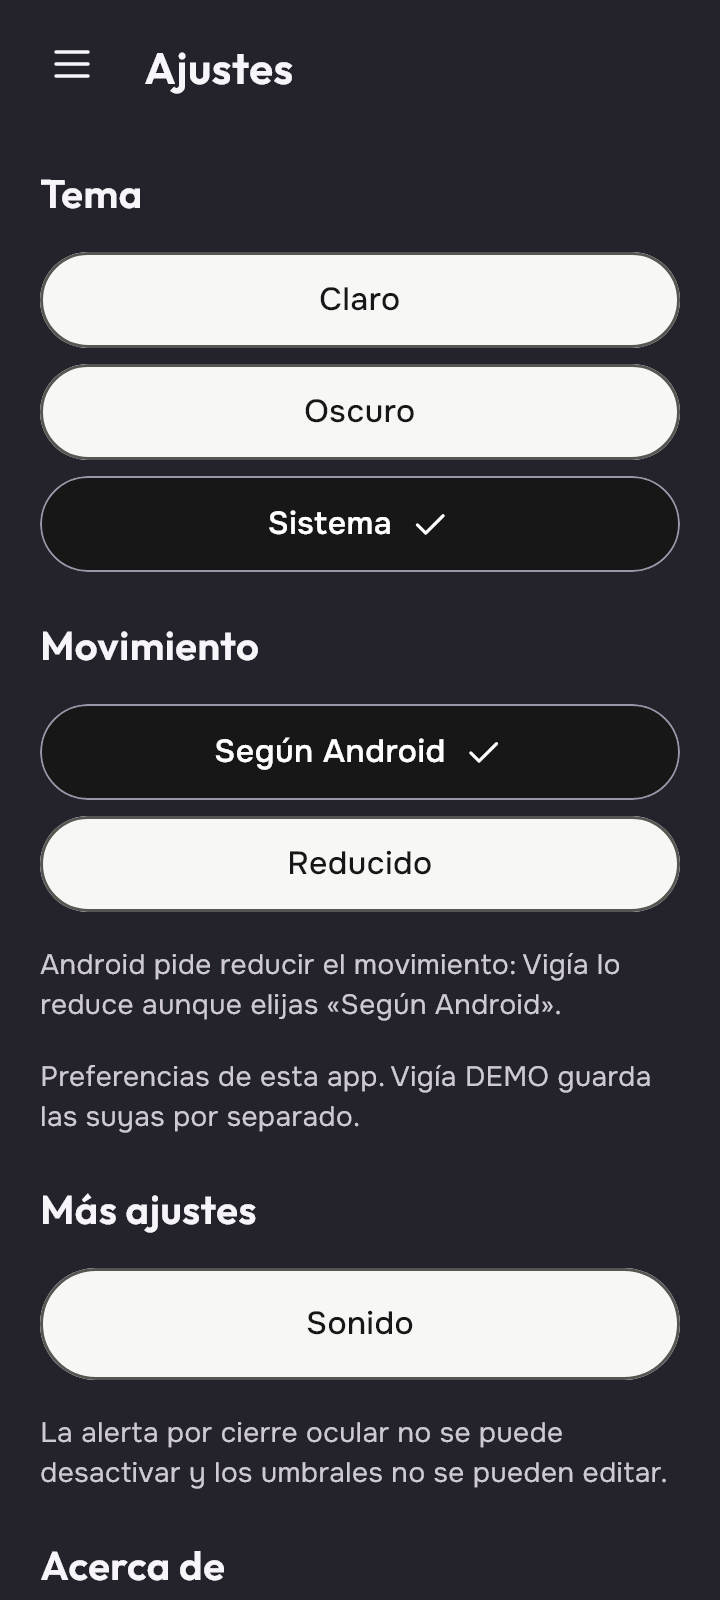 Ajustes
Tema
Claro
Oscuro
Sistema
Movimiento
Según Android
Reducido
Android pide reducir el movimiento: Vigía lo
reduce aunque elijas «Según Android».
Preferencias de esta app. Vigía DEMO guarda
las suyas por separado.
Más ajustes
Sonido
La alerta por cierre ocular no se puede
desactivar y los umbrales no se pueden editar.
Acerca de